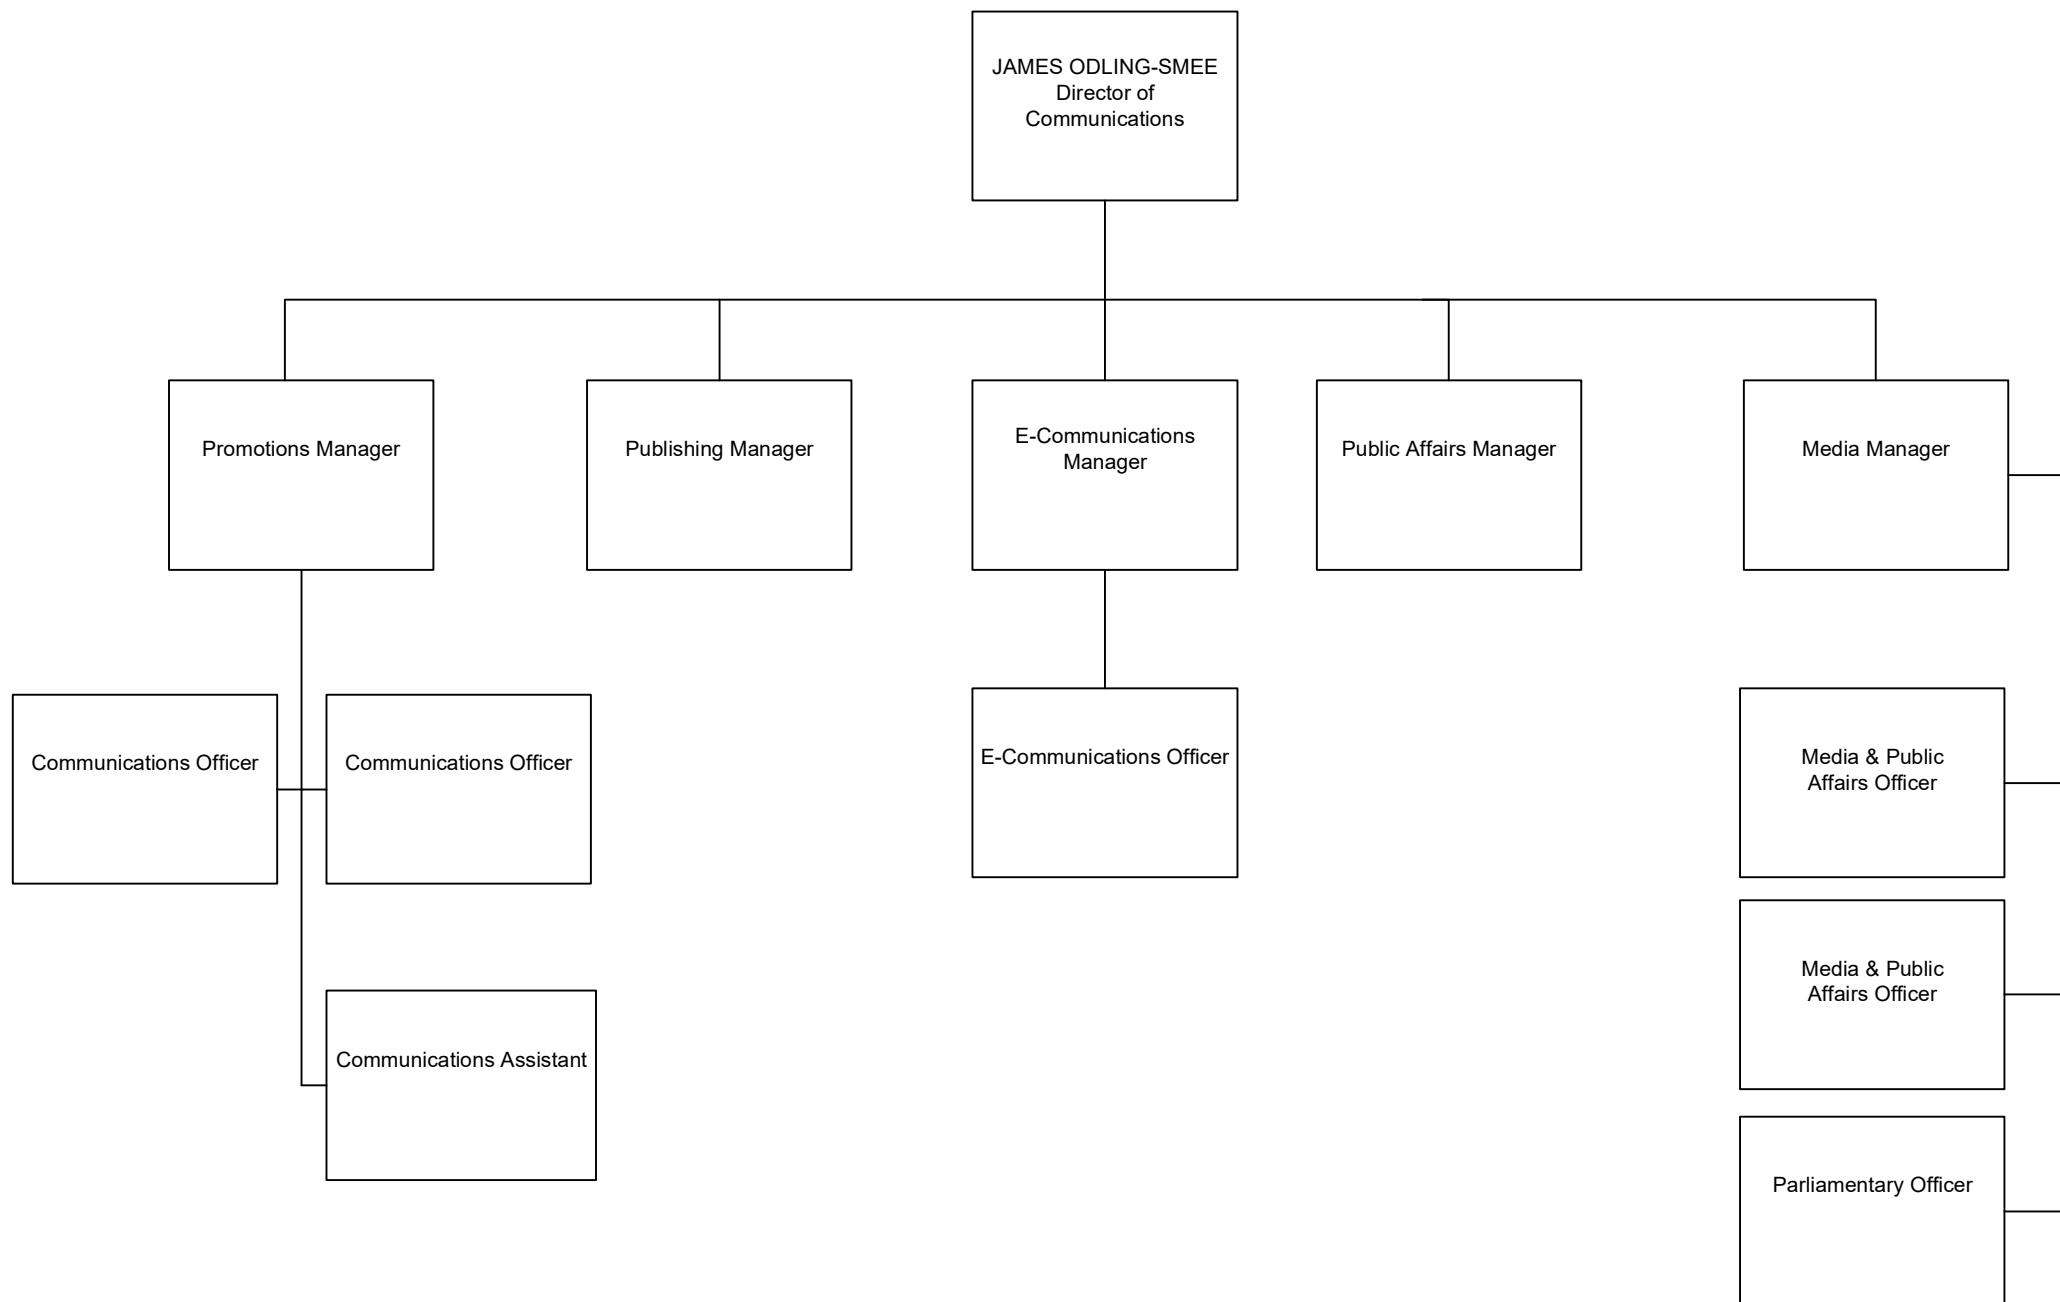 JAMES ODLING-SMEE
Director of
Communications
Promotions Manager
Publishing Manager
E-Communications
Manager
Public Affairs Manager
Media Manager
Communications Officer
Communications Officer
E-Communications Officer
Media & Public
Affairs Officer
Media & Public
Affairs Officer
Communications Assistant
Parliamentary Officer